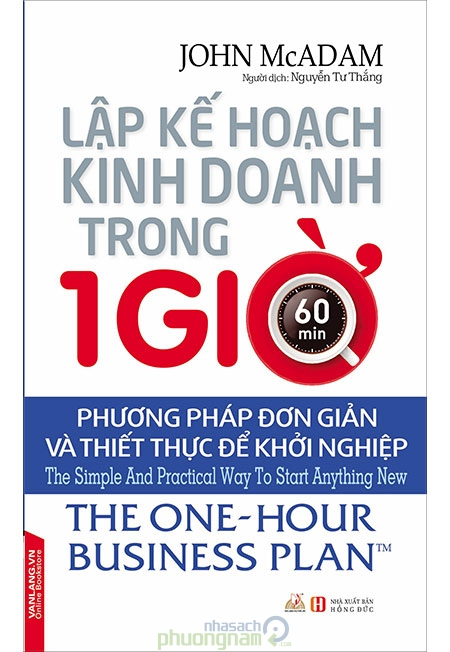 JOHN McADAM
Người dịch: Nguyễn Tư Thắng
LẬP KẾ HOẠCH
KINH DOANH
TRONG
1GIỜ
60
min
PHƯƠNG PHÁP ĐƠN GIẢN
VÀ THIẾT THỰC ĐỂ KHỞI NGHIỆP
The Simple And Practical Way To Start Anything New
THE ONE-HOUR
BUSINESS PLAN™
VANLANG.VN
Online Bookstore
H
NHÀ XUẤT BẢN
HỒNG ĐỨC
nhasach
phuongnam
.com